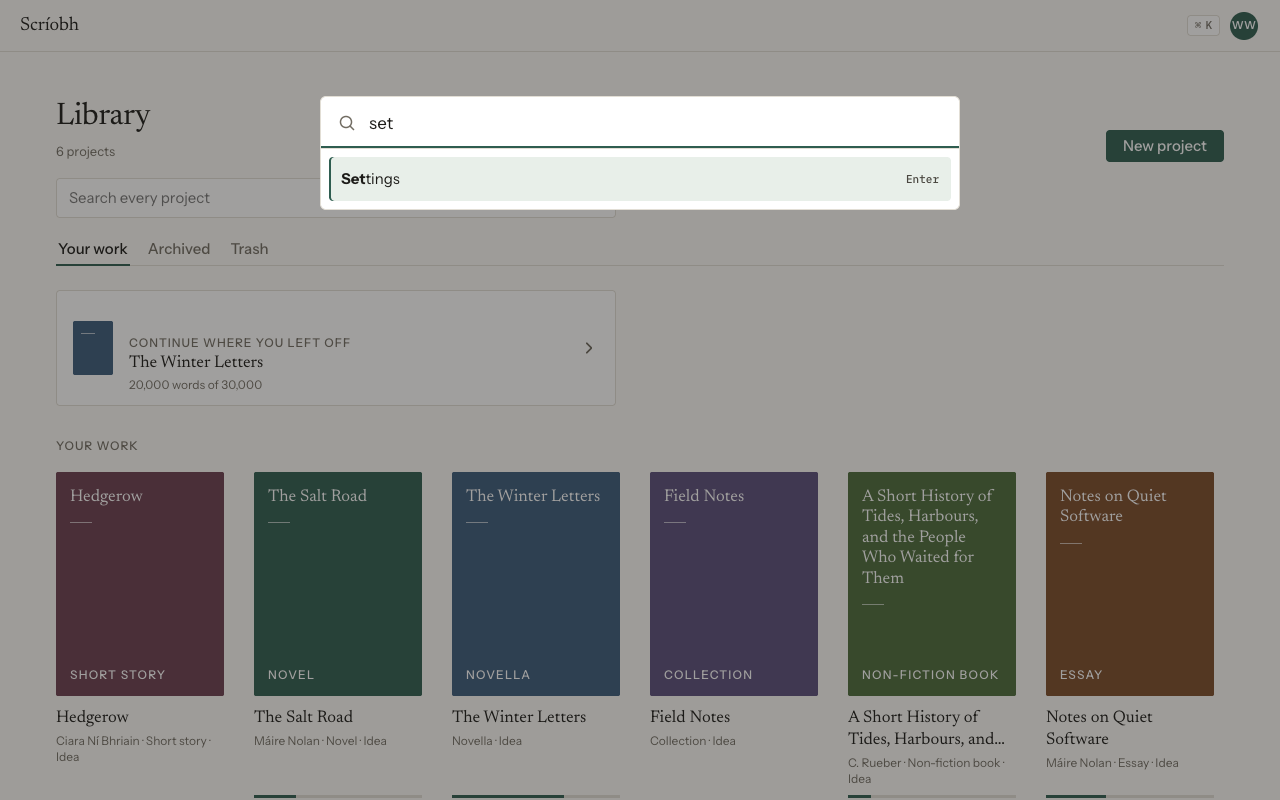 Scríobh
⌘ K
WW
set
Settings
Enter
Library
6 projects
New project
Search every project
Your work
Archived
Trash
CONTINUE WHERE YOU LEFT OFF
The Winter Letters
20,000 words of 30,000
YOUR WORK
Hedgerow
SHORT STORY
Hedgerow
Ciara Ní Bhriain · Short story ·
Idea
The Salt Road
NOVEL
The Salt Road
Máire Nolan · Novel · Idea
The Winter Letters
NOVELLA
The Winter Letters
Novella · Idea
Field Notes
COLLECTION
Field Notes
Collection · Idea
A Short History of
Tides, Harbours,
and the People
Who Waited for
Them
NON-FICTION BOOK
A Short History of
Tides, Harbours, and…
C. Rueber · Non-fiction book ·
Idea
Notes on Quiet
Software
ESSAY
Notes on Quiet
Software
Máire Nolan · Essay · Idea